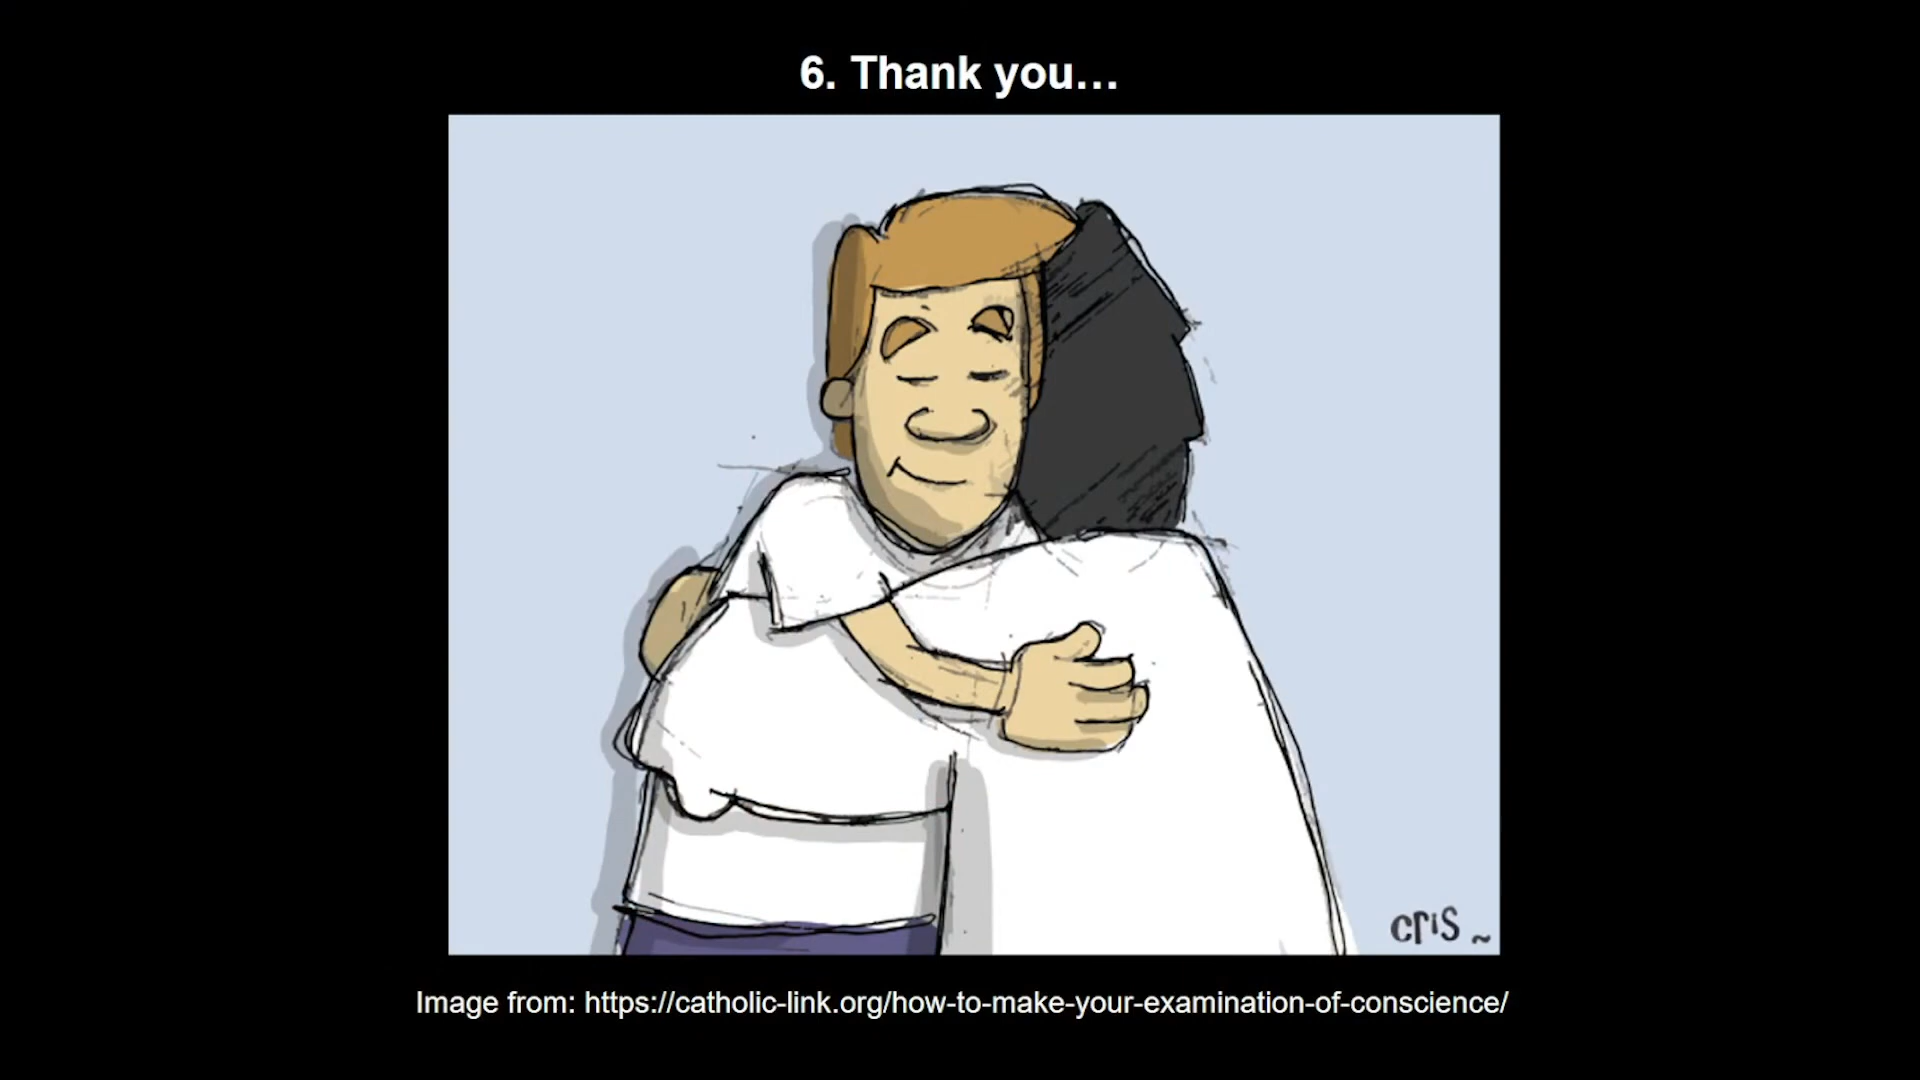 6. Thank you...
cris ~
Image from: https://catholic-link.org/how-to-make-your-examination-of-conscience/